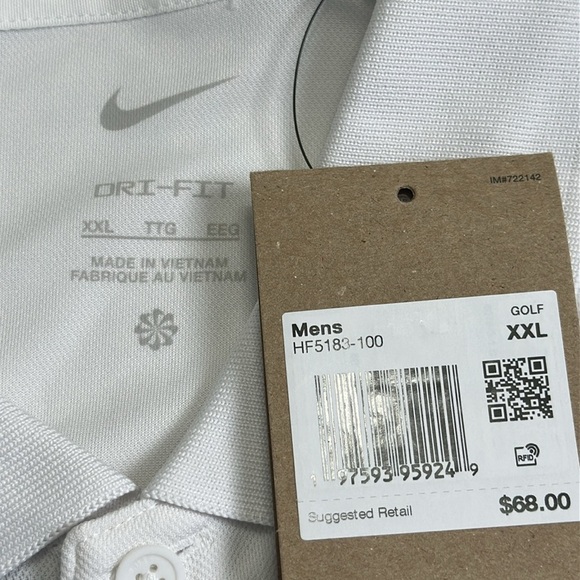 DRI-FIT
XXL TTG EEG
MADE IN VIETNAM
FABRIQUE AU VIETNAM
IM#722142
GOLF
Mens
XXL
HF5183-100
RFID
97593 95924 9
Suggested Retail
$68.00